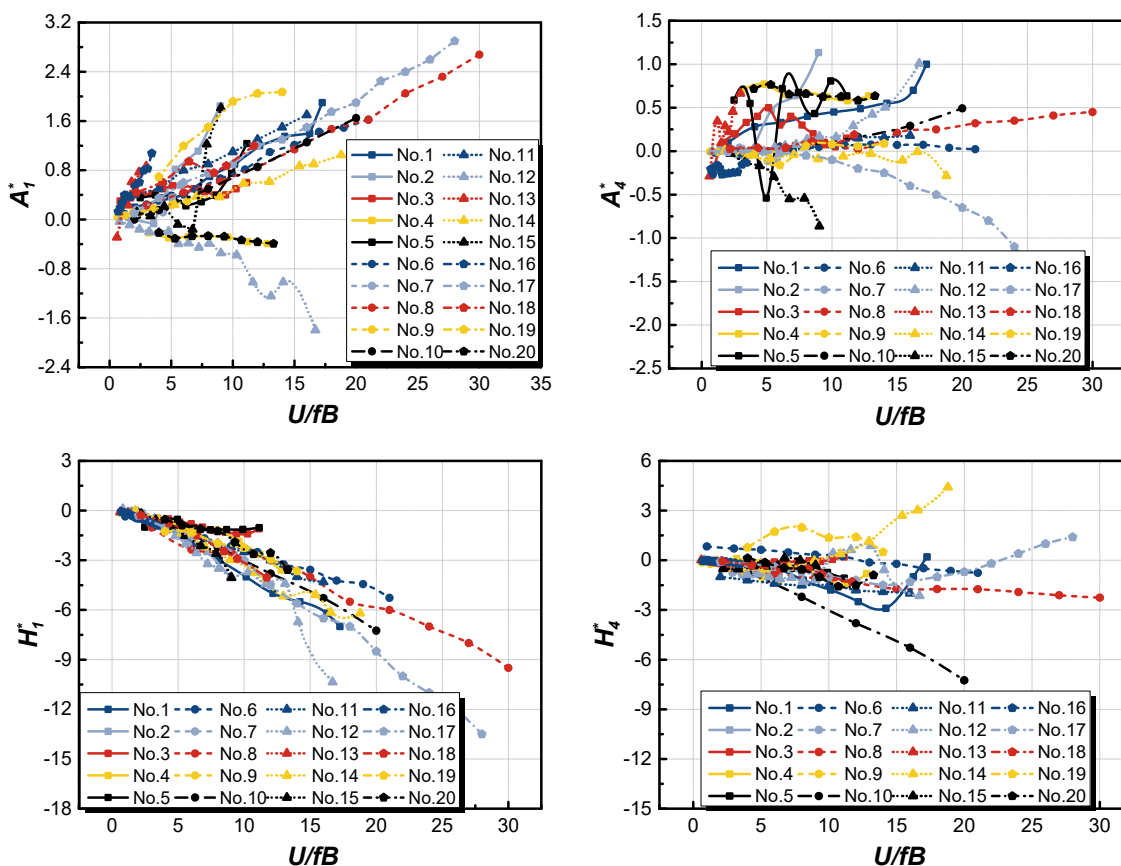 3.2
2.4
1.6
0.8
0.0
-0.8
-1.6
-2.4
A₁*
0 5 10 15 20 25 30 35
U/fB
No.1 No.11
No.2 No.12
No.3 No.13
No.4 No.14
No.5 No.15
No.6 No.16
No.7 No.17
No.8 No.18
No.9 No.19
No.10 No.20
1.5
1.0
0.5
0.0
-0.5
-1.0
-1.5
-2.0
-2.5
A₄*
0 5 10 15 20 25 30
U/fB
No.1 No.6 No.11 No.16
No.2 No.7 No.12 No.17
No.3 No.8 No.13 No.18
No.4 No.9 No.14 No.19
No.5 No.10 No.15 No.20
3
0
-3
-6
-9
-12
-15
-18
H₁*
0 5 10 15 20 25 30
U/fB
No.1 No.6 No.11 No.16
No.2 No.7 No.12 No.17
No.3 No.8 No.13 No.18
No.4 No.9 No.14 No.19
No.5 No.10 No.15 No.20
6
3
0
-3
-6
-9
-12
-15
H₄*
0 5 10 15 20 25 30
U/fB
No.1 No.6 No.11 No.16
No.2 No.7 No.12 No.17
No.3 No.8 No.13 No.18
No.4 No.9 No.14 No.19
No.5 No.10 No.15 No.20